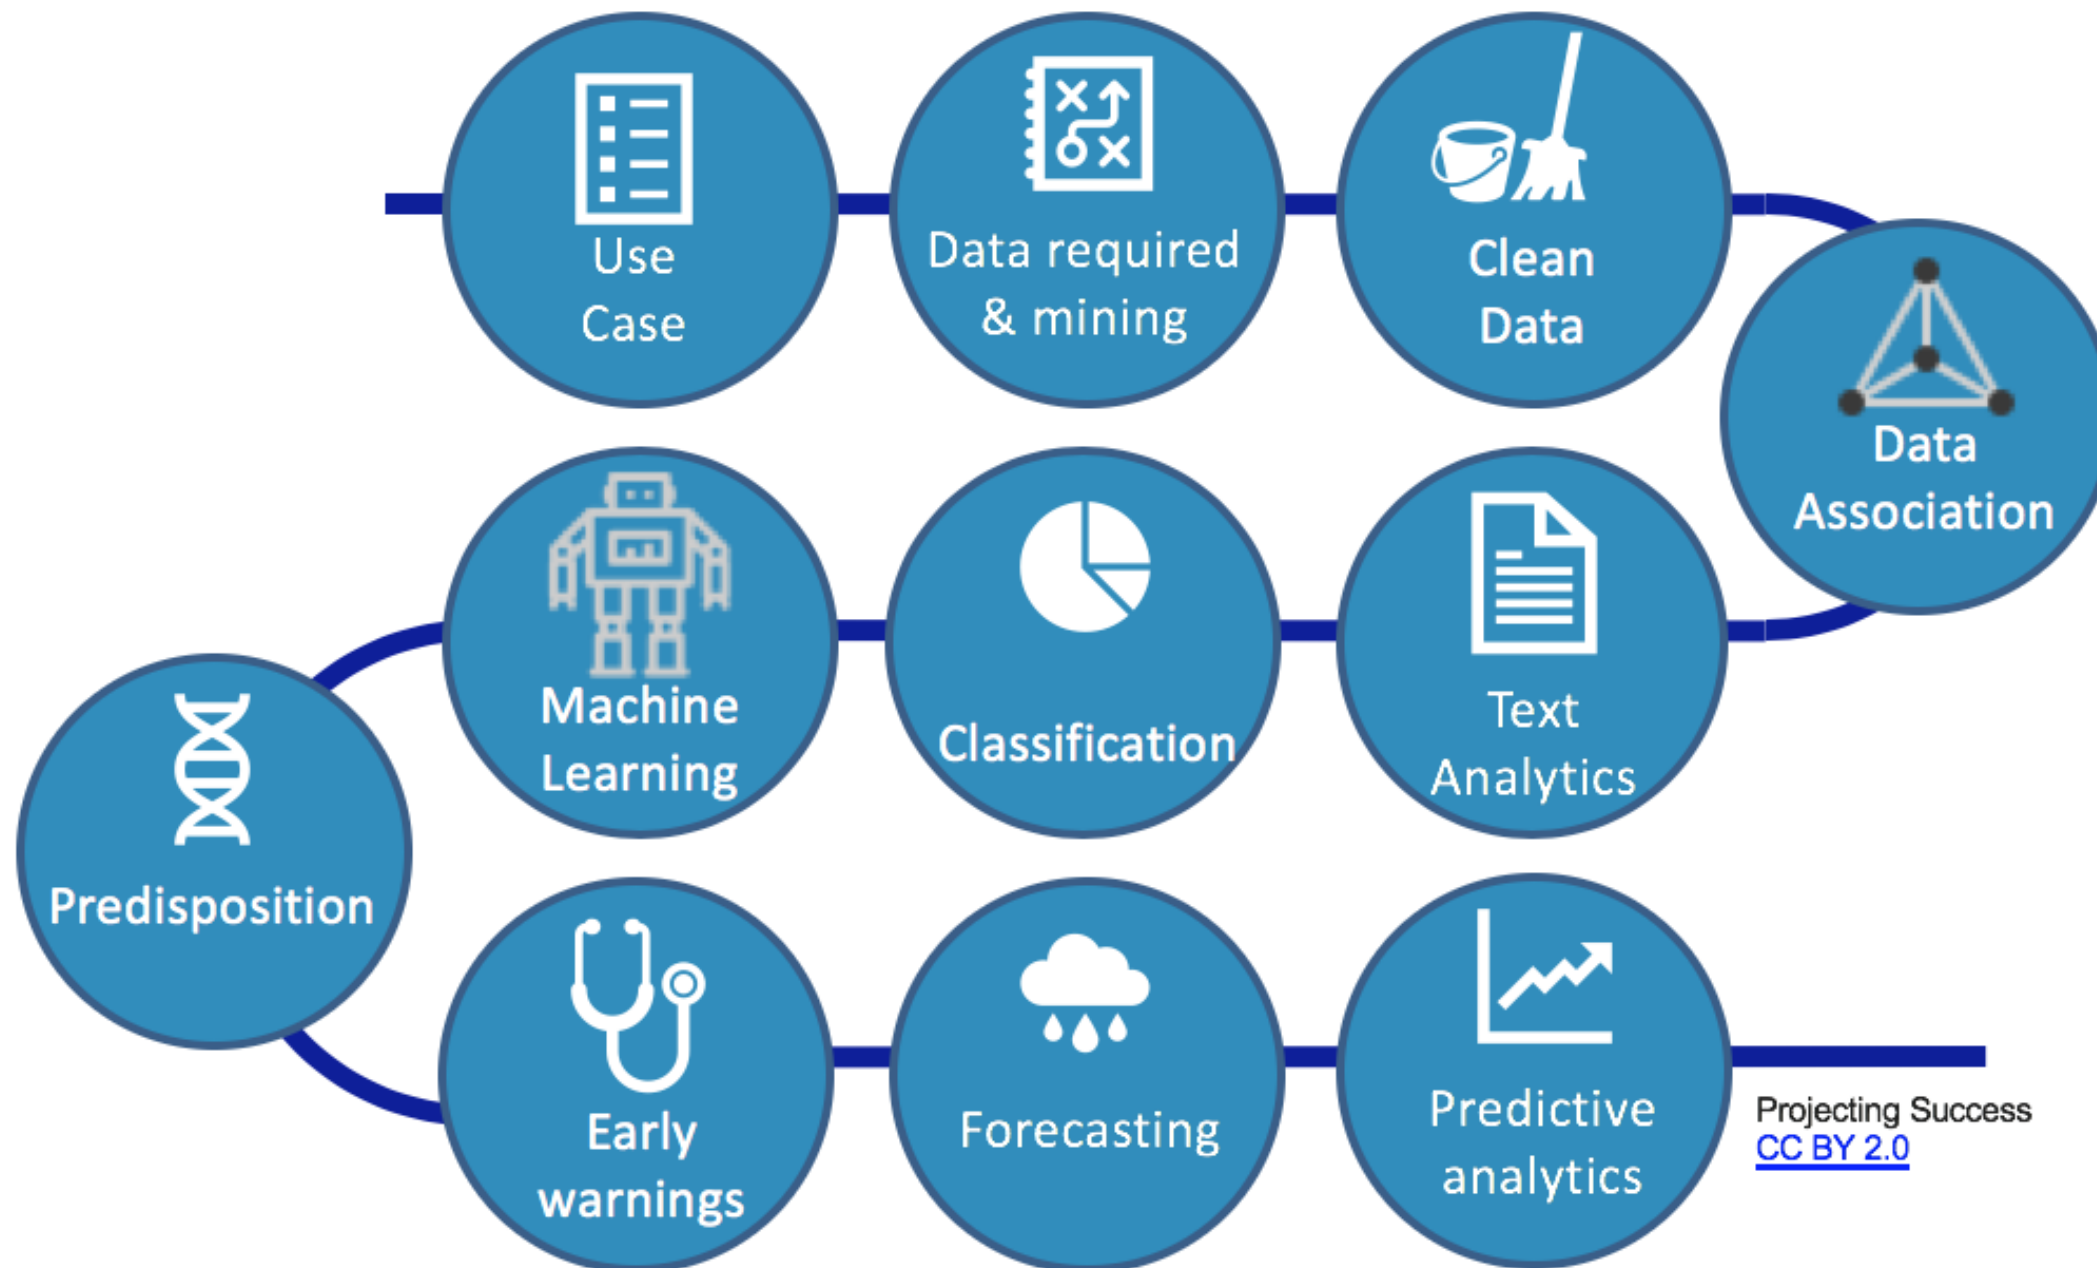 Use
Case
Data required
& mining
Clean
Data
Data
Association
Text
Analytics
Classification
Machine
Learning
Predisposition
Early
warnings
Forecasting
Predictive
analytics
Projecting Success
CC BY 2.0